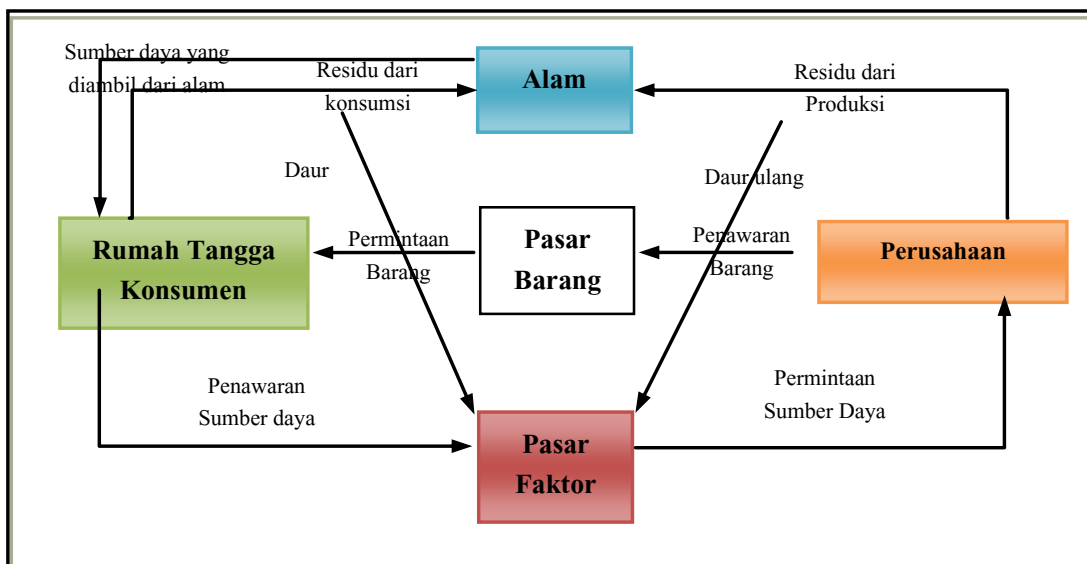 Sumber daya yang
diambil dari alam
Residu dari
konsumsi
Alam
Residu dari
Produksi
Daur
Daur ulang
Rumah Tangga
Konsumen
Permintaan
Barang
Pasar
Barang
Penawaran
Barang
Perusahaan
Penawaran
Sumber daya
Pasar
Faktor
Permintaan
Sumber Daya